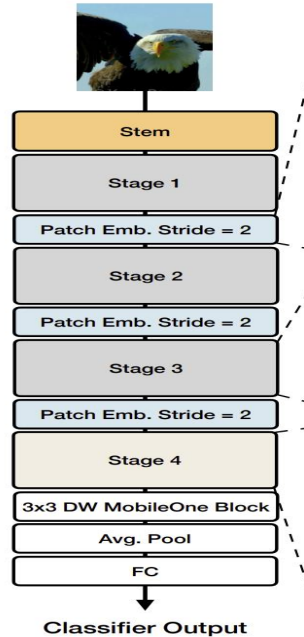 Stem
Stage 1
Patch Emb. Stride = 2
Stage 2
Patch Emb. Stride = 2
Stage 3
Patch Emb. Stride = 2
Stage 4
3x3 DW MobileOne Block
Avg. Pool
FC
Classifier Output